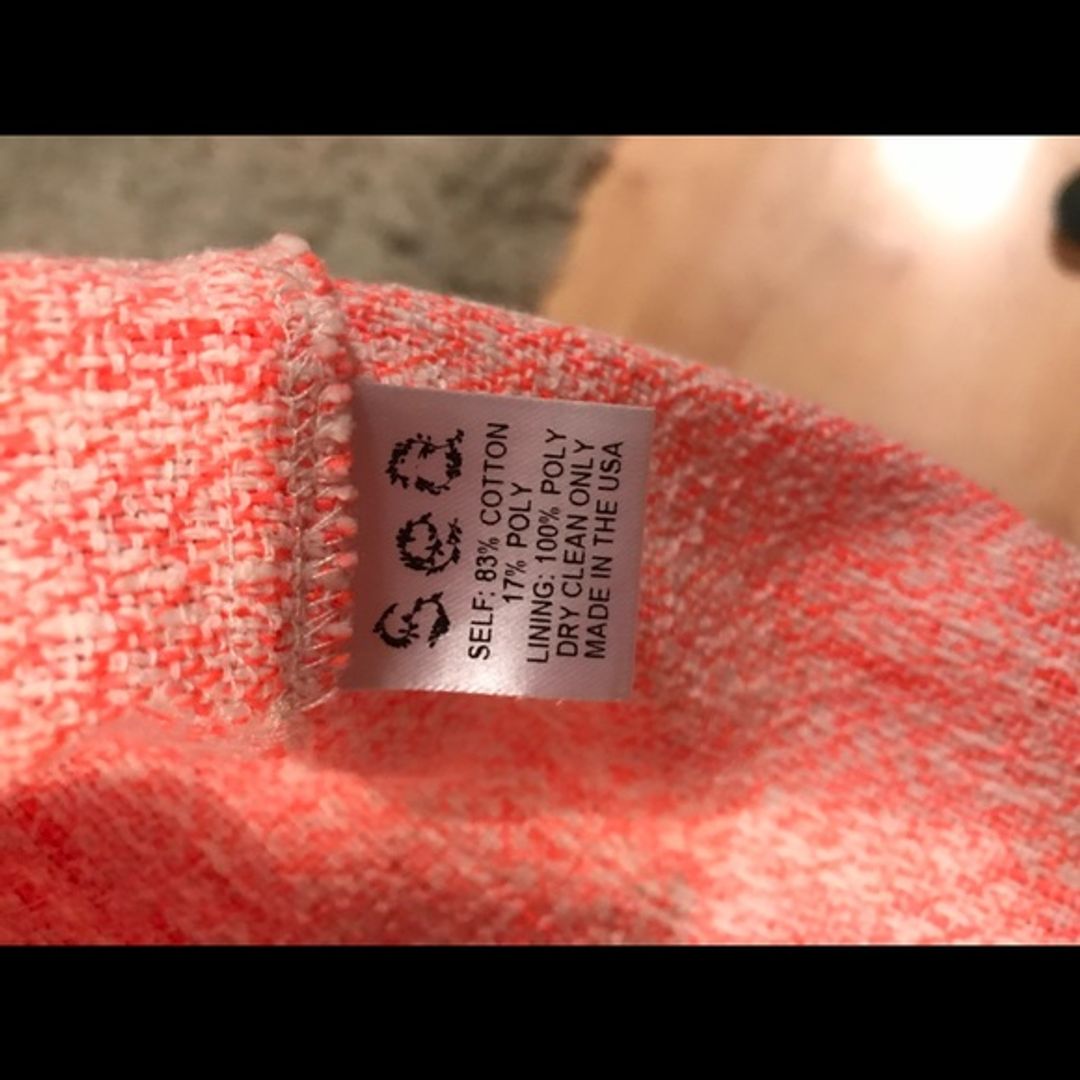 SELF: 83% COTTON
17% POLY
LINING: 100% POLY
DRY CLEAN ONLY
MADE IN THE USA